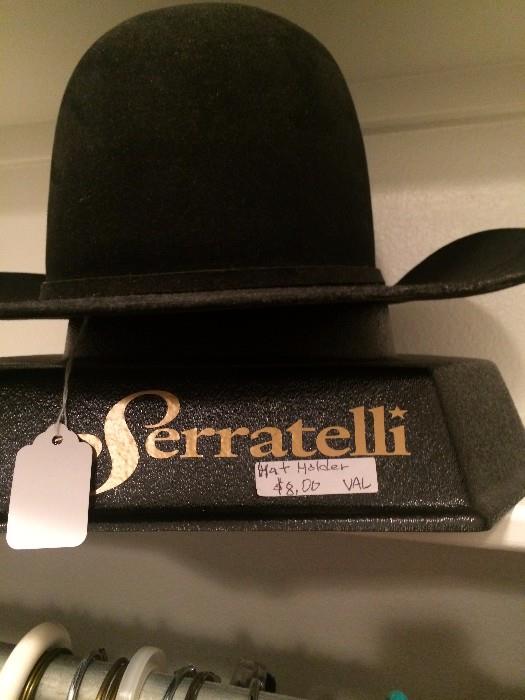 Serratelli
Hat Holder
$8.00 VAL